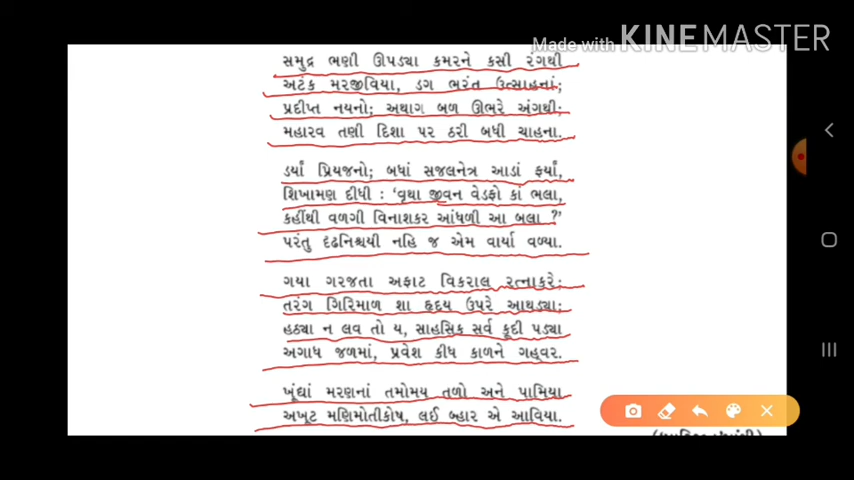 Made with KINEMASTER
સમુદ્ર ભણી ઊપડ્યા કમરને કસી રંગથી
અટંક મરજીવિયા, ડગ ભરંત ઉત્સાહનાં;
પ્રદીપ્ત નયનો; અથાગ બળ ઊભરે અંગથી;
મહારવ તણી દિશા પર ઠરી બધી ચાહના.
ડર્યાં પ્રિયજનો; બધાં સજલનેત્ર આડાં ફર્યાં,
શિખામણ દીધી : ‘વૃથા જીવન વેડફો કાં ભલા,
કહીંથી વળગી વિનાશકર આંધળી આ બલા ?’
પરંતુ દૃઢનિશ્ચયી નહિ જ એમ વાર્યા વળ્યા.
ગયા ગરજતા અફાટ વિકરાલ રત્નાકરે;
તરંગ ગિરિમાળ શા હૃદય ઉપરે આથડ્યા;
હઠ્યા ન લવ તો ય, સાહસિક સર્વ કૂદી પડ્યા
અગાધ જળમાં, પ્રવેશ કીધ કાળને ગહ્વર.
ખૂંદ્યાં મરણનાં તમોમય તળો અને પામિયા
અખૂટ મણિમોતીકોષ, લઈ બ્હાર એ આવિયા.